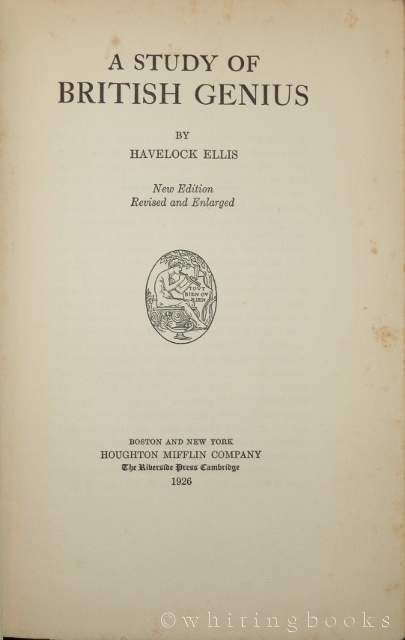 A STUDY OF
BRITISH GENIUS
BY
HAVELOCK ELLIS
New Edition
Revised and Enlarged
TOUT
BIEN OU
RIEN
BOSTON AND NEW YORK
HOUGHTON MIFFLIN COMPANY
The Riverside Press Cambridge
1926
©whitingbooks